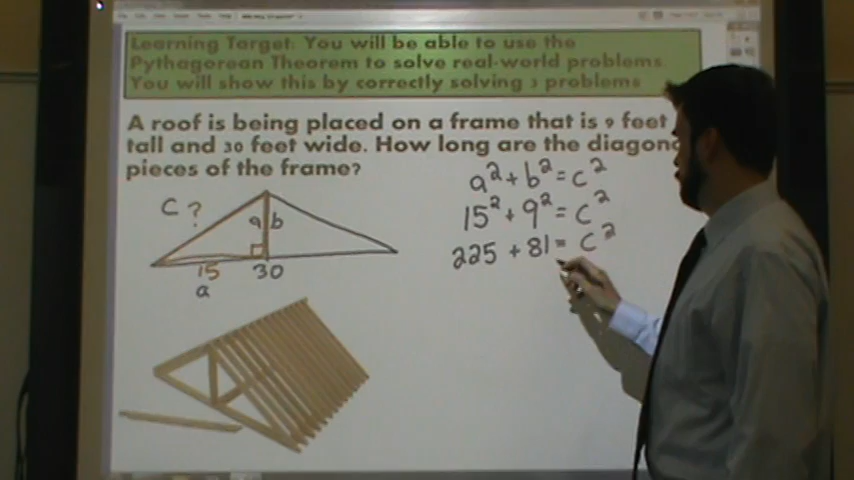 Learning Target: You will be able to use the
Pythagorean Theorem to solve real-world problems
You will show this by correctly solving 3 problems
A roof is being placed on a frame that is 9 feet
tall and 30 feet wide. How long are the diagona
pieces of the frame?
a² + b² = c²
15² + 9² = c²
225 + 81 = c²
c ?
9 b
15 30
a